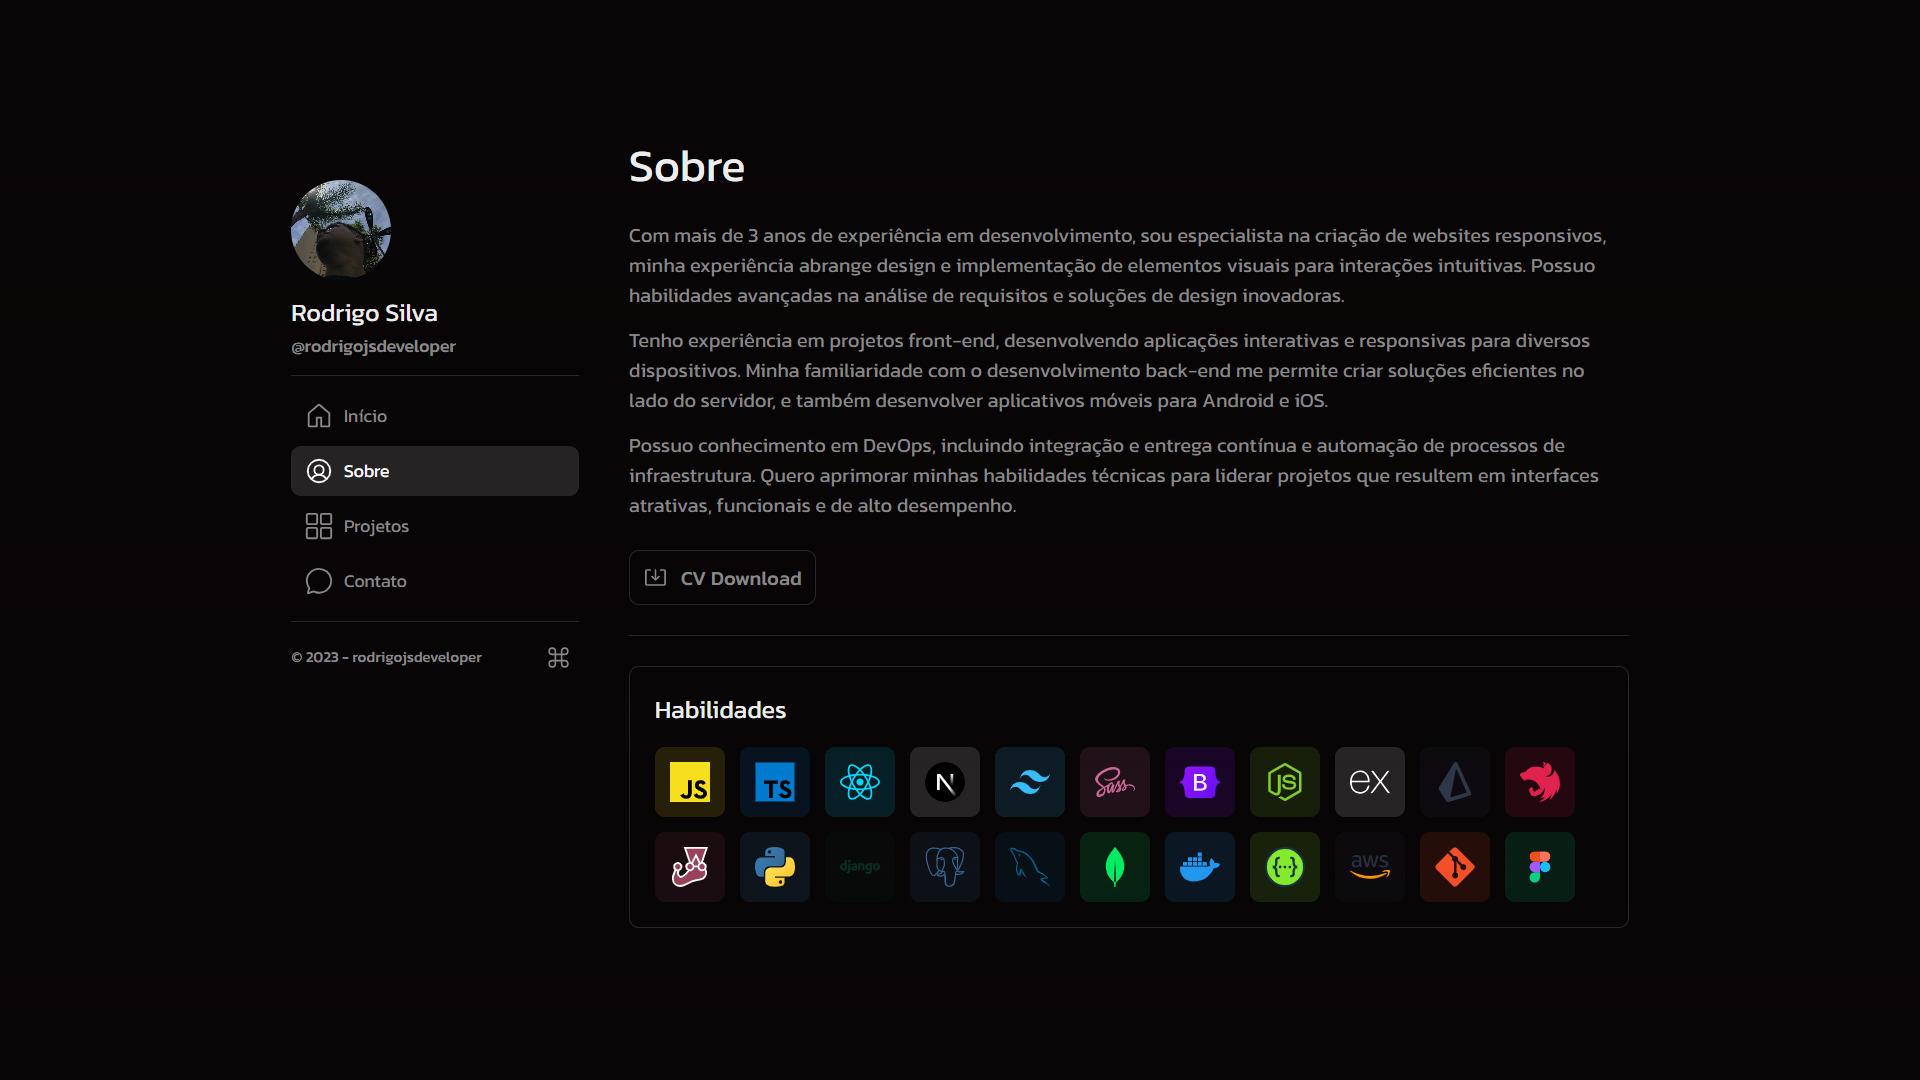 Rodrigo Silva
@rodrigojsdeveloper
Início
Sobre
Projetos
Contato
© 2023 - rodrigojsdeveloper
Sobre
Com mais de 3 anos de experiência em desenvolvimento, sou especialista na criação de websites responsivos,
minha experiência abrange design e implementação de elementos visuais para interações intuitivas. Possuo
habilidades avançadas na análise de requisitos e soluções de design inovadoras.
Tenho experiência em projetos front-end, desenvolvendo aplicações interativas e responsivas para diversos
dispositivos. Minha familiaridade com o desenvolvimento back-end me permite criar soluções eficientes no
lado do servidor, e também desenvolver aplicativos móveis para Android e iOS.
Possuo conhecimento em DevOps, incluindo integração e entrega contínua e automação de processos de
infraestrutura. Quero aprimorar minhas habilidades técnicas para liderar projetos que resultem em interfaces
atrativas, funcionais e de alto desempenho.
CV Download
Habilidades
JS TS N Sass B JS ex
django {...} aws